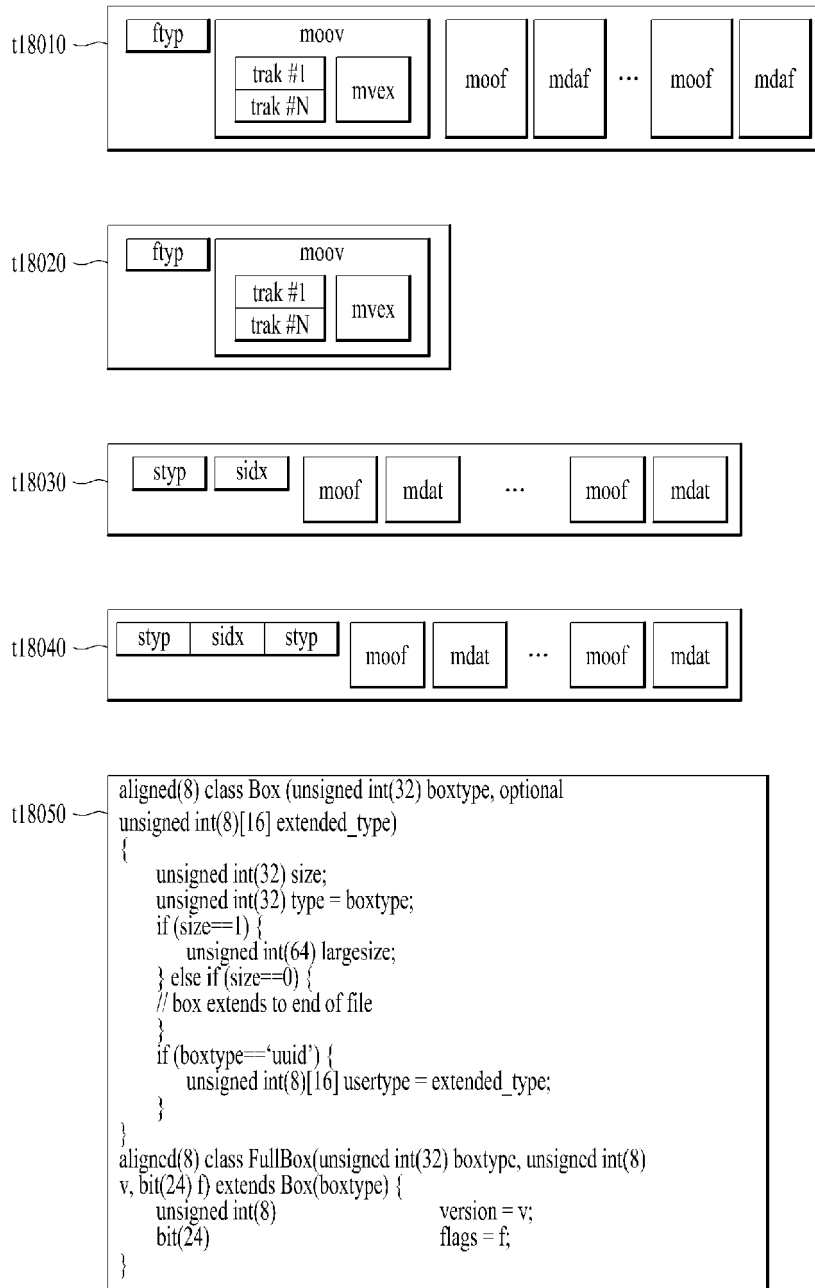 t18010
ftyp
moov
trak #1
trak #N
mvex
moof
mdaf
...
moof
mdaf
t18020
ftyp
moov
trak #1
trak #N
mvex
t18030
styp
sidx
moof
mdat
...
moof
mdat
t18040
styp
sidx
styp
moof
mdat
...
moof
mdat
t18050
aligned(8) class Box (unsigned int(32) boxtype, optional
unsigned int(8)[16] extended_type)
{
unsigned int(32) size;
unsigned int(32) type = boxtype;
if (size==1) {
unsigned int(64) largesize;
} else if (size==0) {
// box extends to end of file
}
if (boxtype==‘uuid’) {
unsigned int(8)[16] usertype = extended_type;
}
}
aligned(8) class FullBox(unsigned int(32) boxtype, unsigned int(8)
v, bit(24) f) extends Box(boxtype) {
unsigned int(8) version = v;
bit(24) flags = f;
}